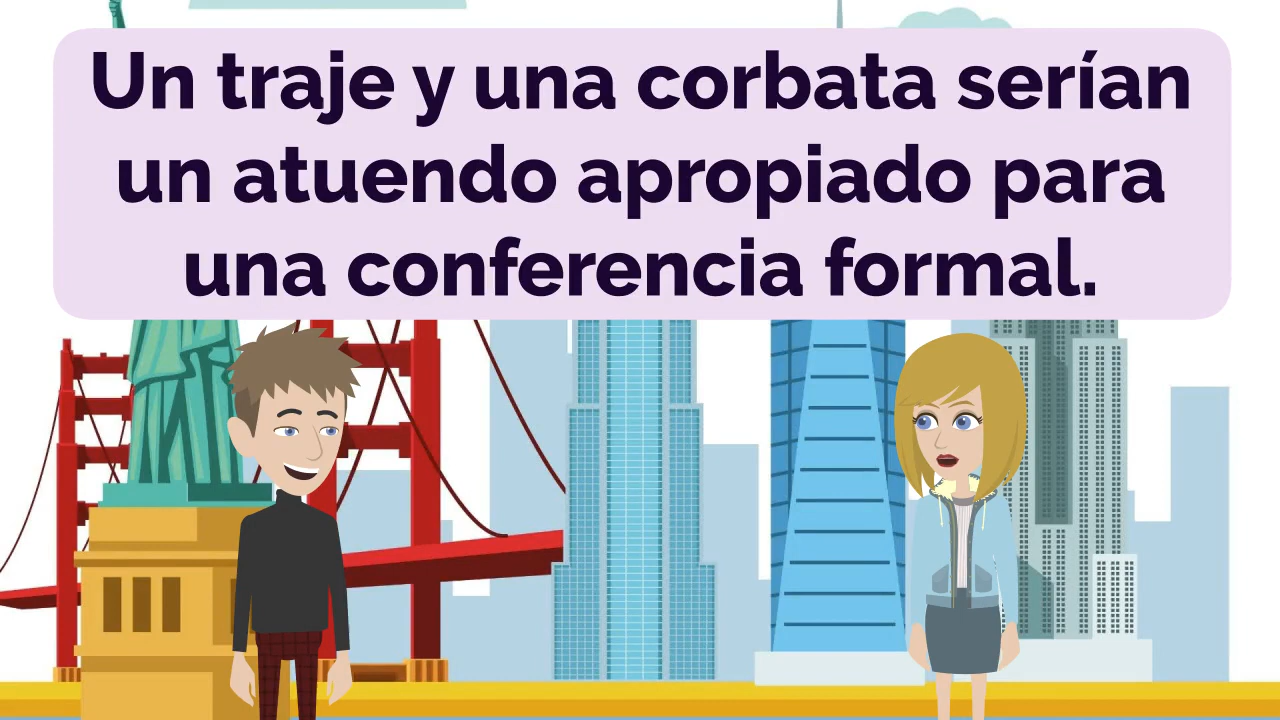 Un traje y una corbata serían
un atuendo apropiado para
una conferencia formal.